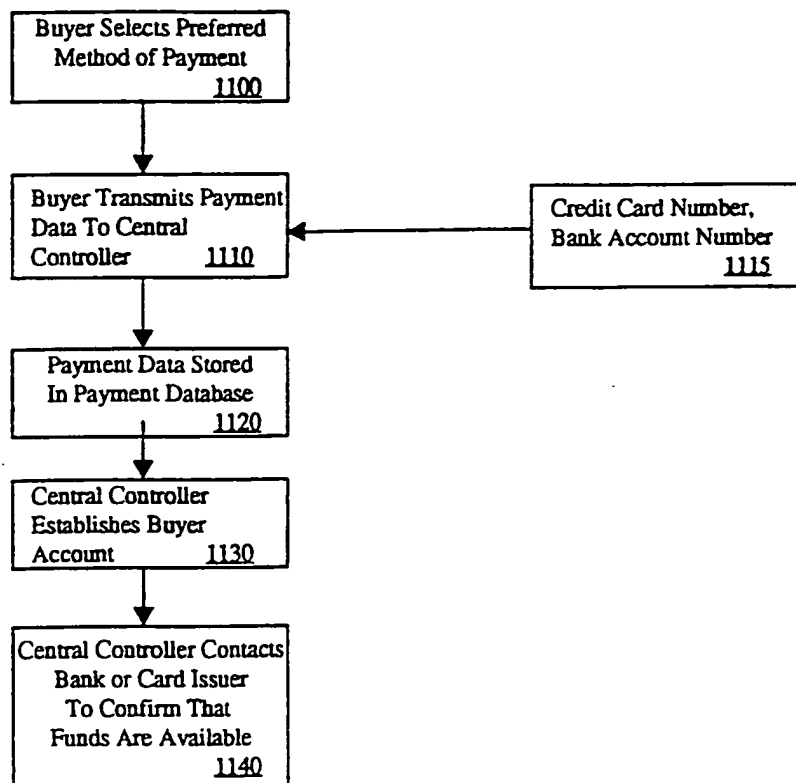 Buyer Selects Preferred
Method of Payment
1100
Buyer Transmits Payment
Data To Central
Controller 1110
Credit Card Number,
Bank Account Number
1115
Payment Data Stored
In Payment Database
1120
Central Controller
Establishes Buyer
Account 1130
Central Controller Contacts
Bank or Card Issuer
To Confirm That
Funds Are Available
1140